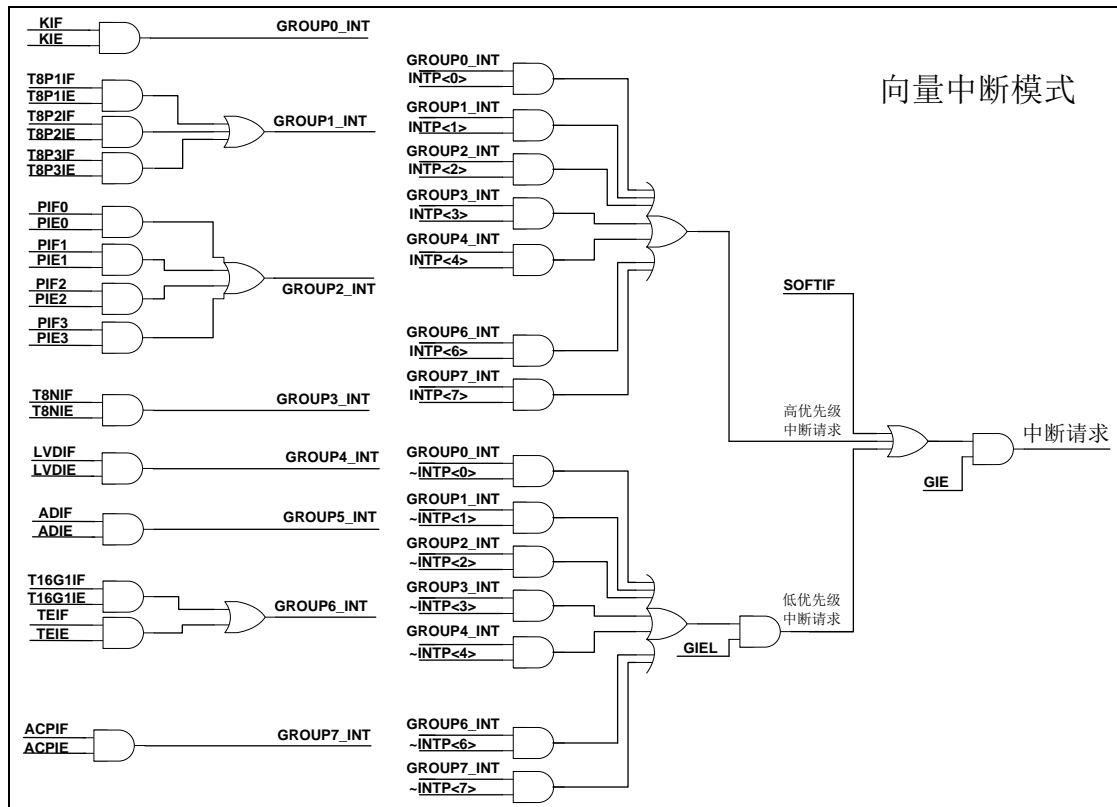 KIF
KIE
GROUP0_INT
T8P1IF
T8P1IE
T8P2IF
T8P2IE
T8P3IF
T8P3IE
GROUP1_INT
PIF0
PIE0
PIF1
PIE1
PIF2
PIE2
PIF3
PIE3
GROUP2_INT
T8NIF
T8NIE
GROUP3_INT
LVDIF
LVDIE
GROUP4_INT
ADIF
ADIE
GROUP5_INT
T16G1IF
T16G1IE
TEIF
TEIE
GROUP6_INT
ACPIF
ACPIE
GROUP7_INT
GROUP0_INT
INTP<0>
GROUP1_INT
INTP<1>
GROUP2_INT
INTP<2>
GROUP3_INT
INTP<3>
GROUP4_INT
INTP<4>
GROUP6_INT
INTP<6>
GROUP7_INT
INTP<7>
GROUP0_INT
~INTP<0>
GROUP1_INT
~INTP<1>
GROUP2_INT
~INTP<2>
GROUP3_INT
~INTP<3>
GROUP4_INT
~INTP<4>
GROUP6_INT
~INTP<6>
GROUP7_INT
~INTP<7>
向量中断模式
SOFTIF
高优先级
中断请求
GIEL
低优先级
中断请求
GIE
中断请求